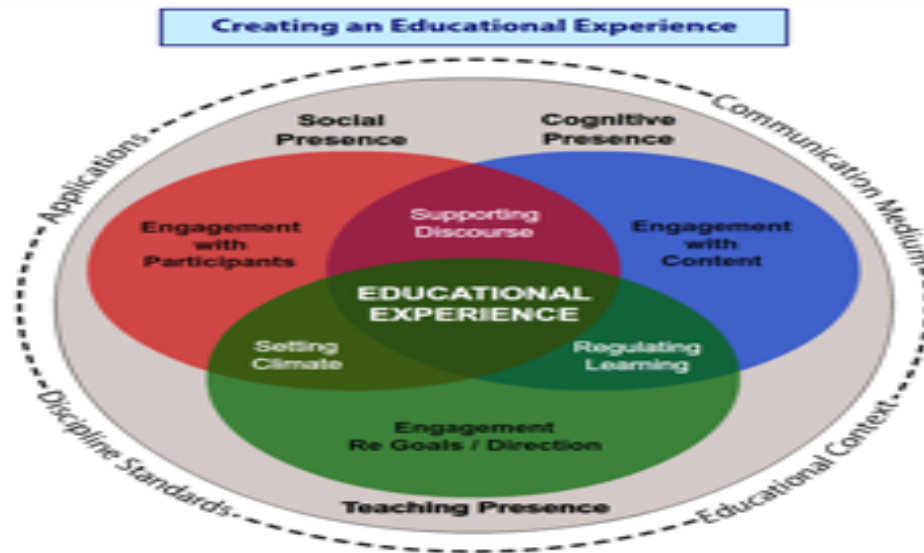 Creating an Educational Experience
Social
Presence
Cognitive
Presence
Applications
Communication Medium
Engagement
with
Participants
Supporting
Discourse
Engagement
with
Content
EDUCATIONAL
EXPERIENCE
Setting
Climate
Regulating
Learning
Engagement
Re Goals / Direction
Teaching Presence
Discipline Standards
Educational Context